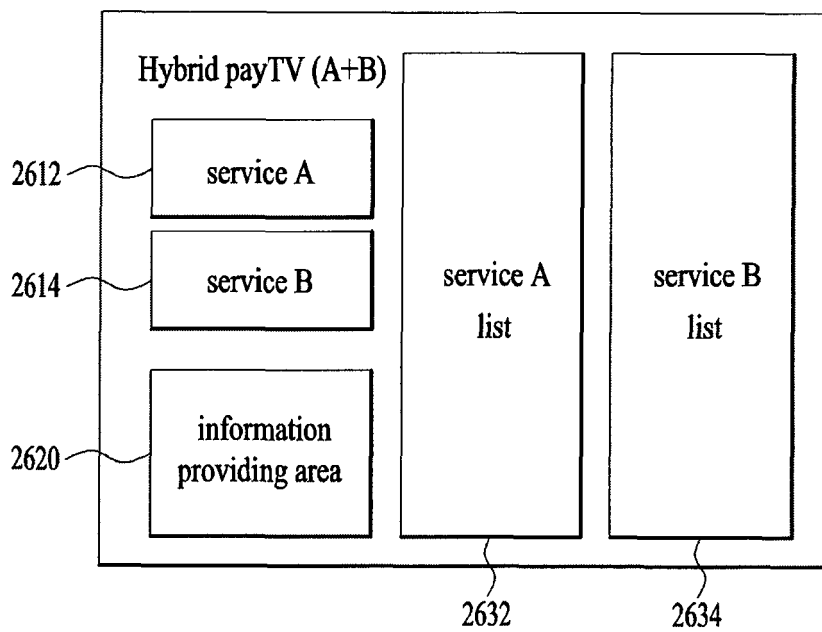 Hybrid payTV (A+B)
2612
service A
2614
service B
2620
information
providing area
service A
list
service B
list
2632
2634